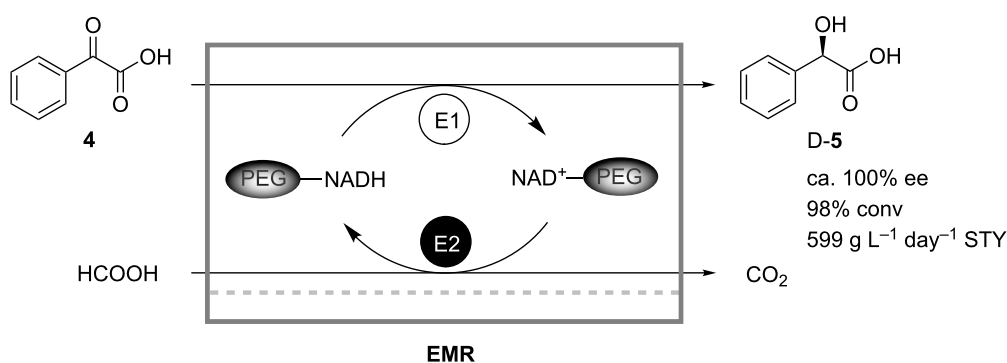 O
OH
O
4
E1
PEG NADH
NAD⁺ PEG
E2
HCOOH
CO₂
EMR
OH
OH
O
D-5
ca. 100% ee
98% conv
599 g L⁻¹ day⁻¹ STY